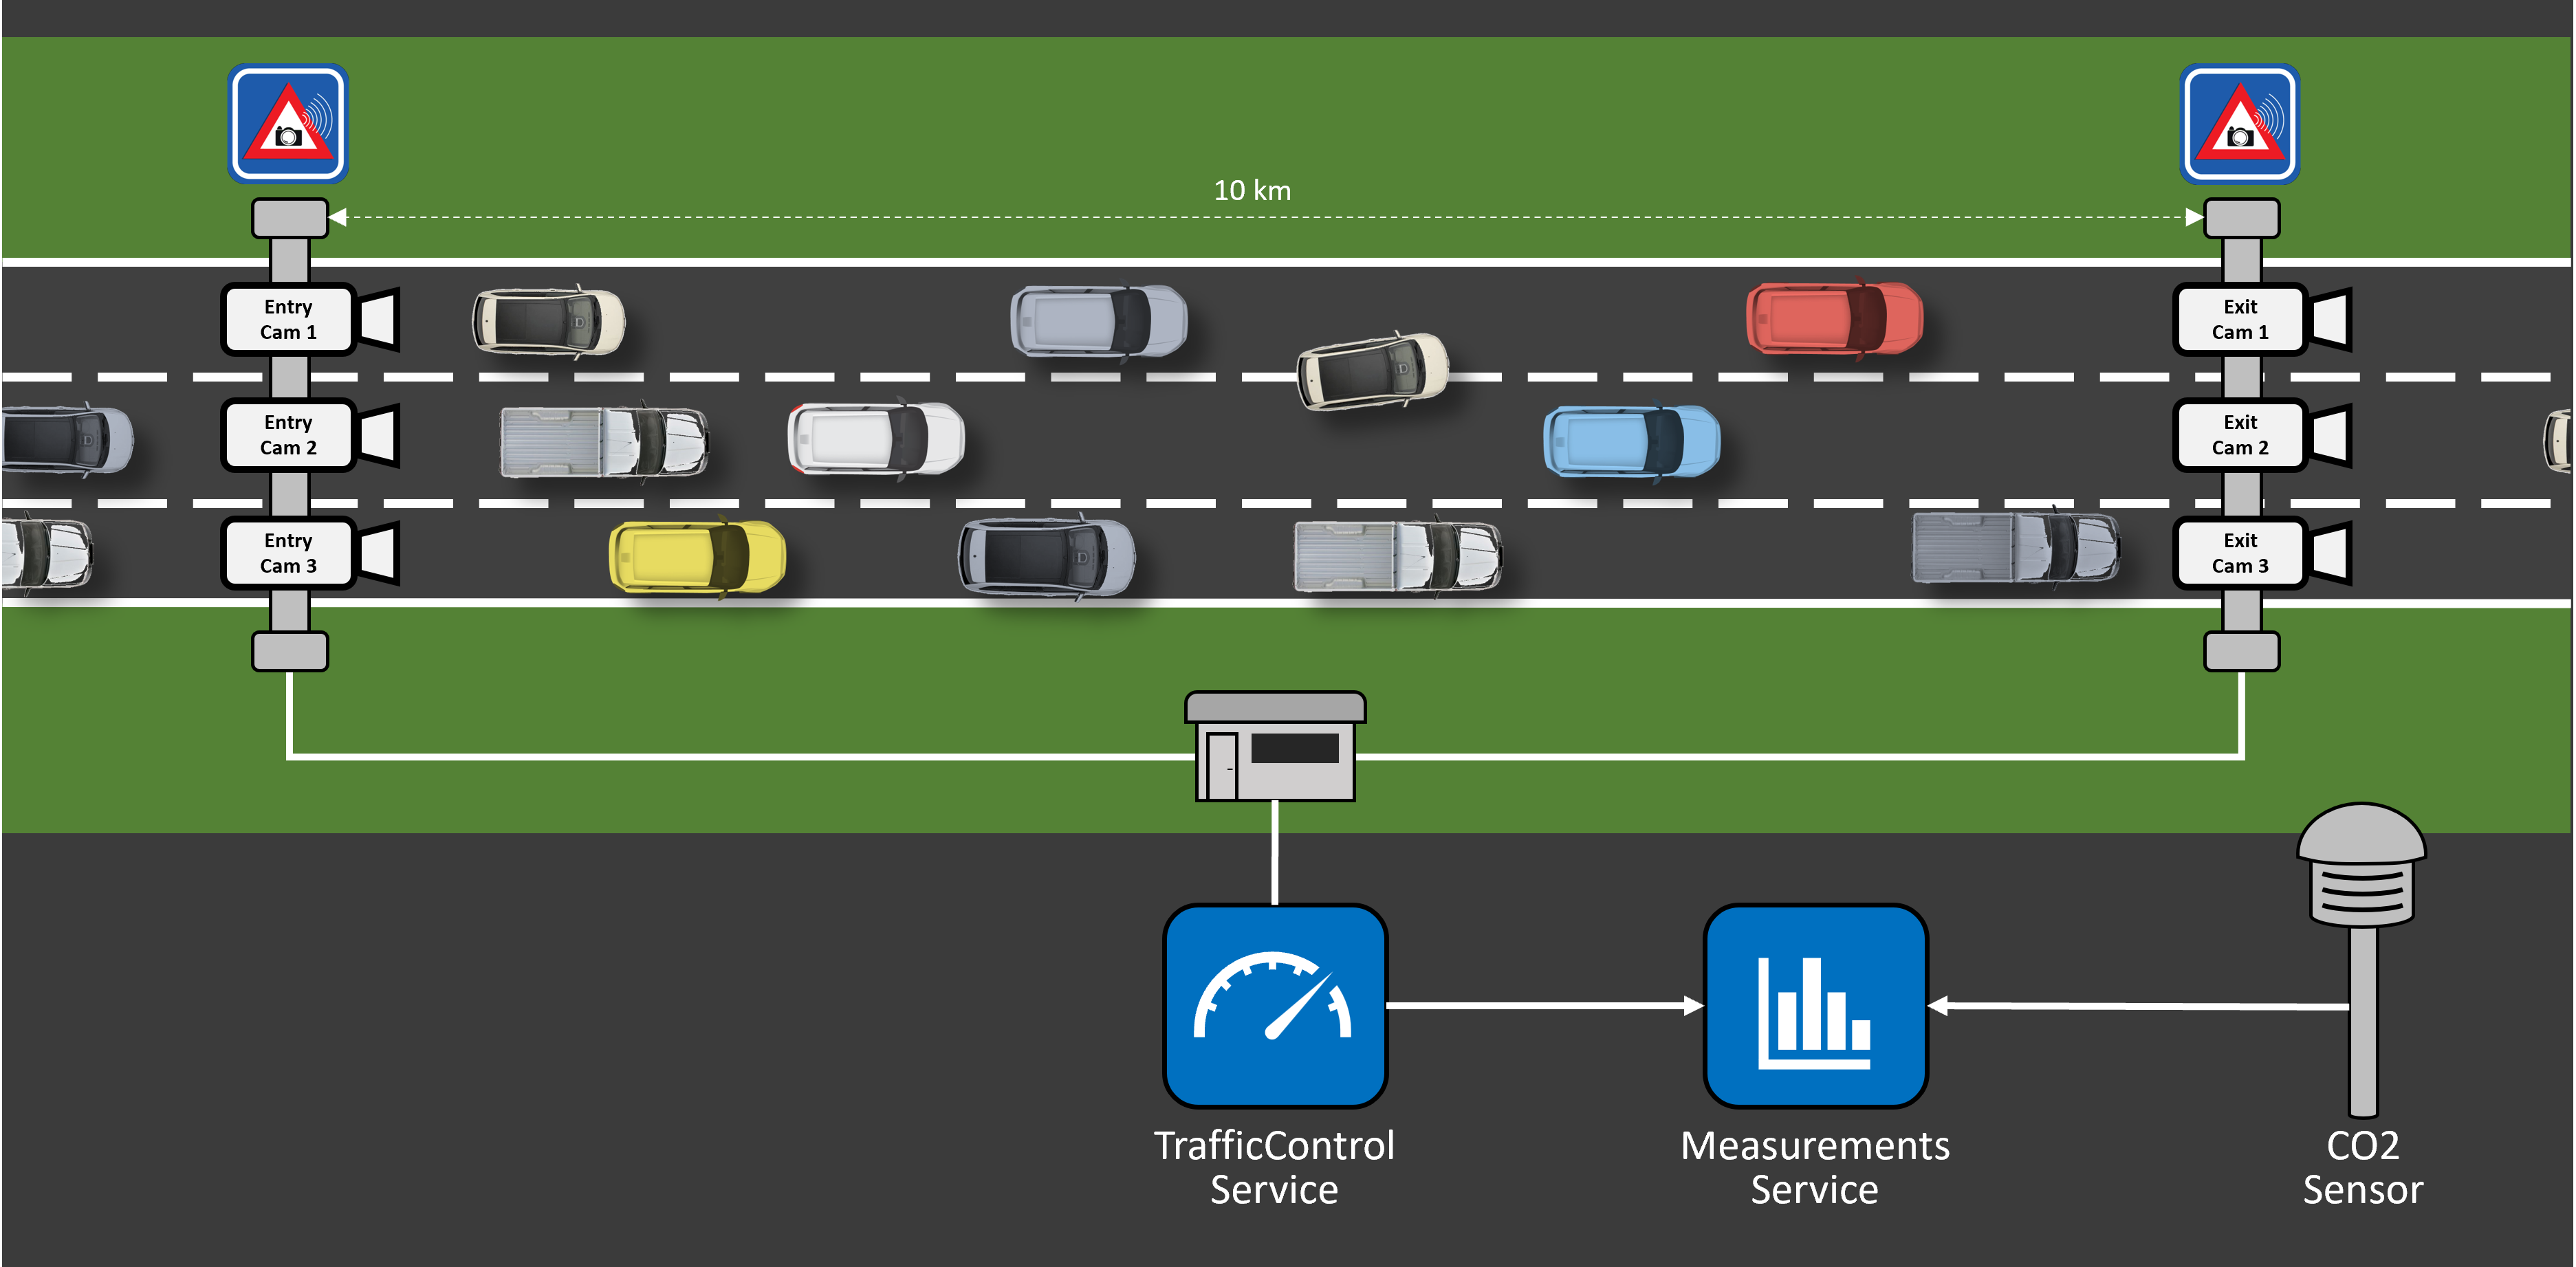 10 km
Entry
Cam 1
Exit
Cam 1
Entry
Cam 2
Exit
Cam 2
Entry
Cam 3
Exit
Cam 3
TrafficControl
Service
Measurements
Service
CO2
Sensor